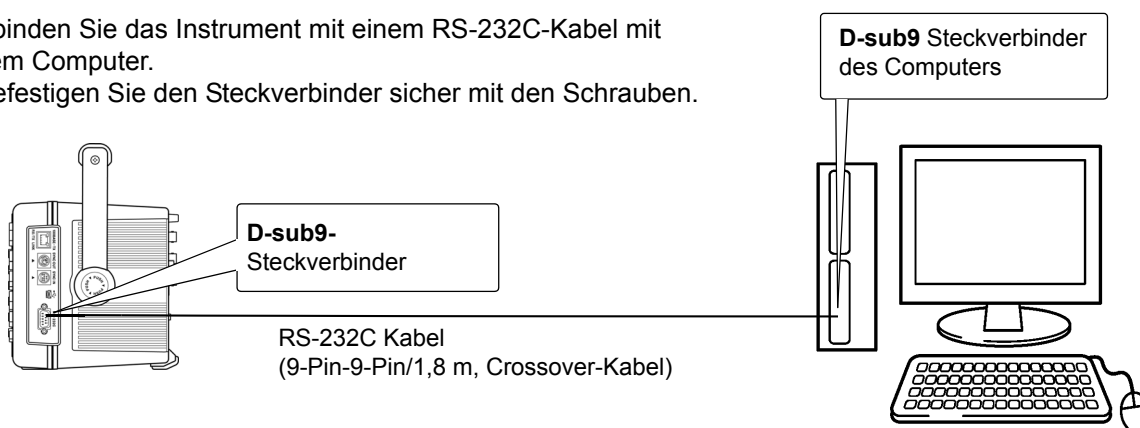 binden Sie das Instrument mit einem RS-232C-Kabel mit
em Computer.
efestigen Sie den Steckverbinder sicher mit den Schrauben.
D-sub9 Steckverbinder
des Computers
D-sub9-
Steckverbinder
RS-232C Kabel
(9-Pin-9-Pin/1,8 m, Crossover-Kabel)